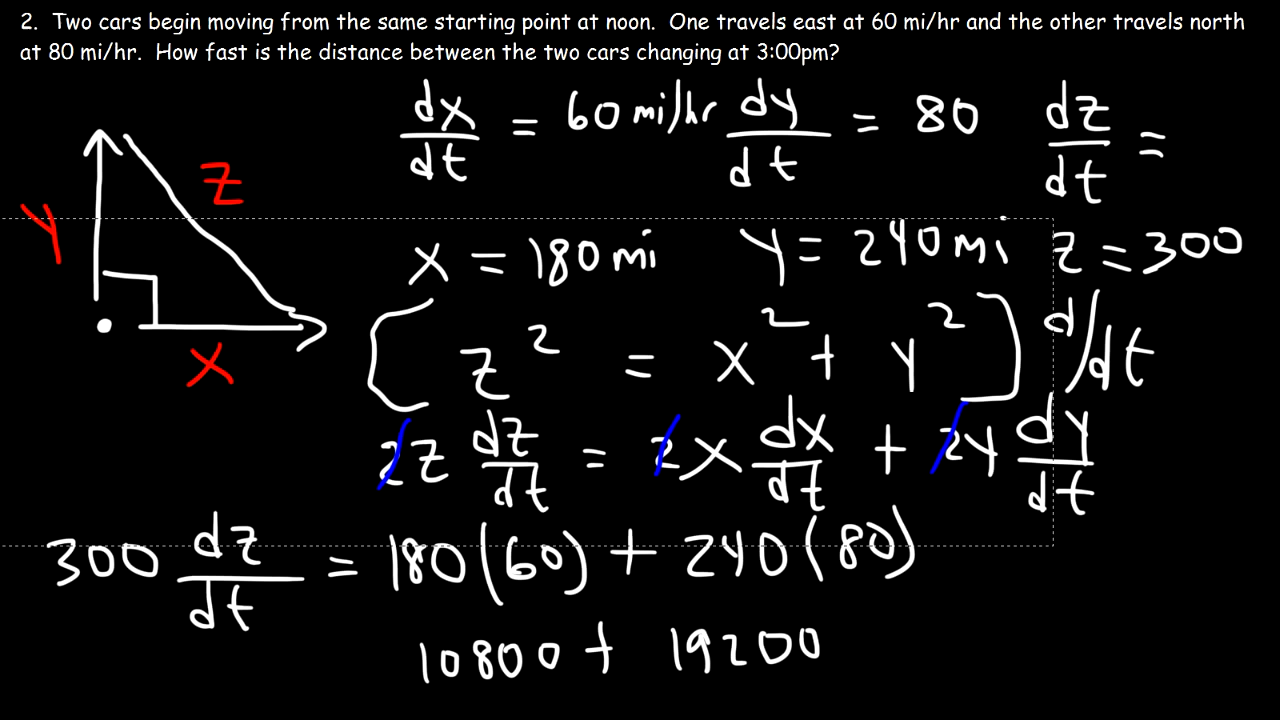 2. Two cars begin moving from the same starting point at noon. One travels east at 60 mi/hr and the other travels north
at 80 mi/hr. How fast is the distance between the two cars changing at 3:00pm?
dx/dt = 60 mi/hr dy/dt = 80 dz/dt =
z
y
x = 180 mi y = 240 mi z = 300
[z² = x² + y²] d/dt
x
2z dz/dt = 2x dx/dt + 2y dy/dt
300 dz/dt = 180(60) + 240(80)
10800 + 19200